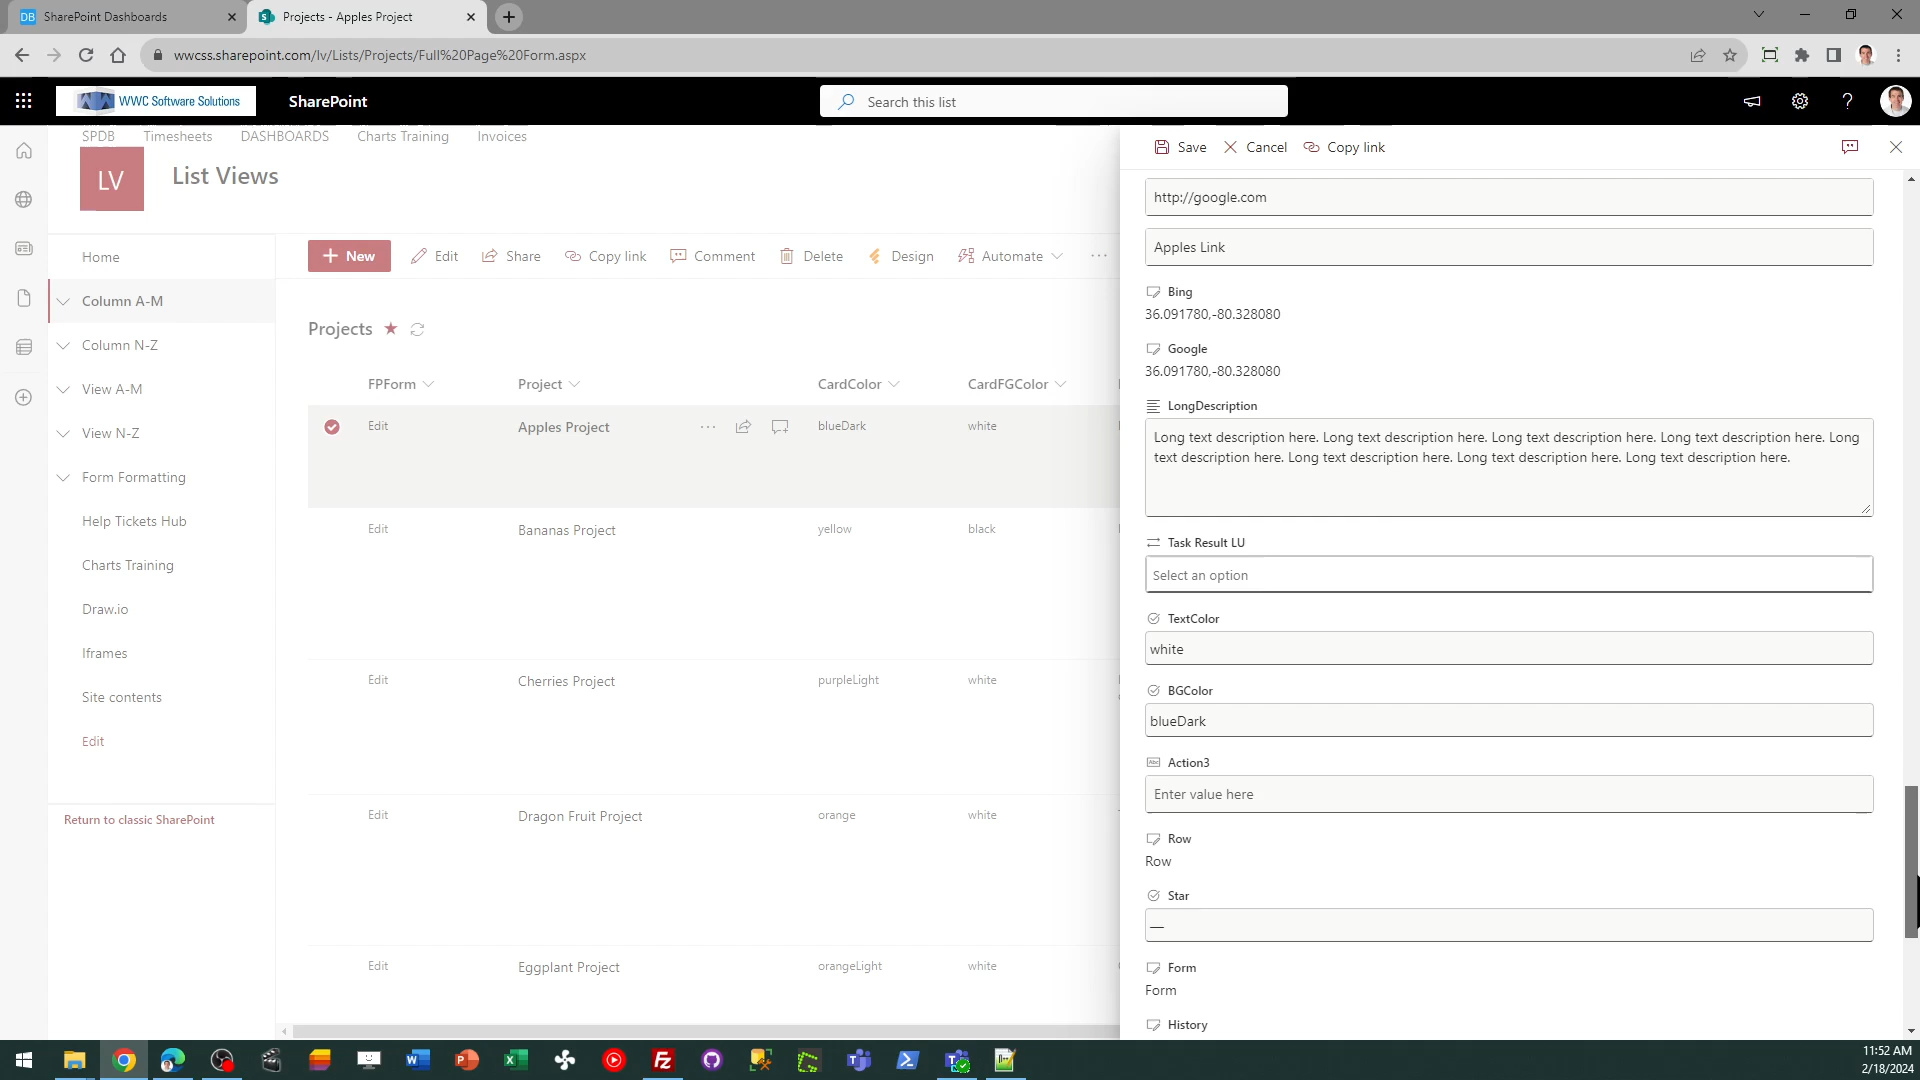 DB SharePoint Dashboards
Projects - Apples Project
wwcss.sharepoint.com/lv/Lists/Projects/Full%20Page%20Form.aspx
WWC Software Solutions
SharePoint
Search this list
SPDB Timesheets DASHBOARDS Charts Training Invoices
LV List Views
Home
Column A-M
Column N-Z
View A-M
View N-Z
Form Formatting
Help Tickets Hub
Charts Training
Draw.io
Iframes
Site contents
Edit
Return to classic SharePoint
New Edit Share Copy link Comment Delete Design Automate
Projects
FPForm Project CardColor CardFGColor
Edit Apples Project blueDark white
Edit Bananas Project yellow black
Edit Cherries Project purpleLight white
Edit Dragon Fruit Project orange white
Edit Eggplant Project orangeLight white
Save Cancel Copy link
http://google.com
Apples Link
Bing
36.091780,-80.328080
Google
36.091780,-80.328080
LongDescription
Long text description here. Long text description here. Long text description here. Long text description here. Long
text description here. Long text description here. Long text description here. Long text description here.
Task Result LU
Select an option
TextColor
white
BGColor
blueDark
Action3
Enter value here
Row
Row
Star
—
Form
Form
History
11:52 AM
2/18/2024